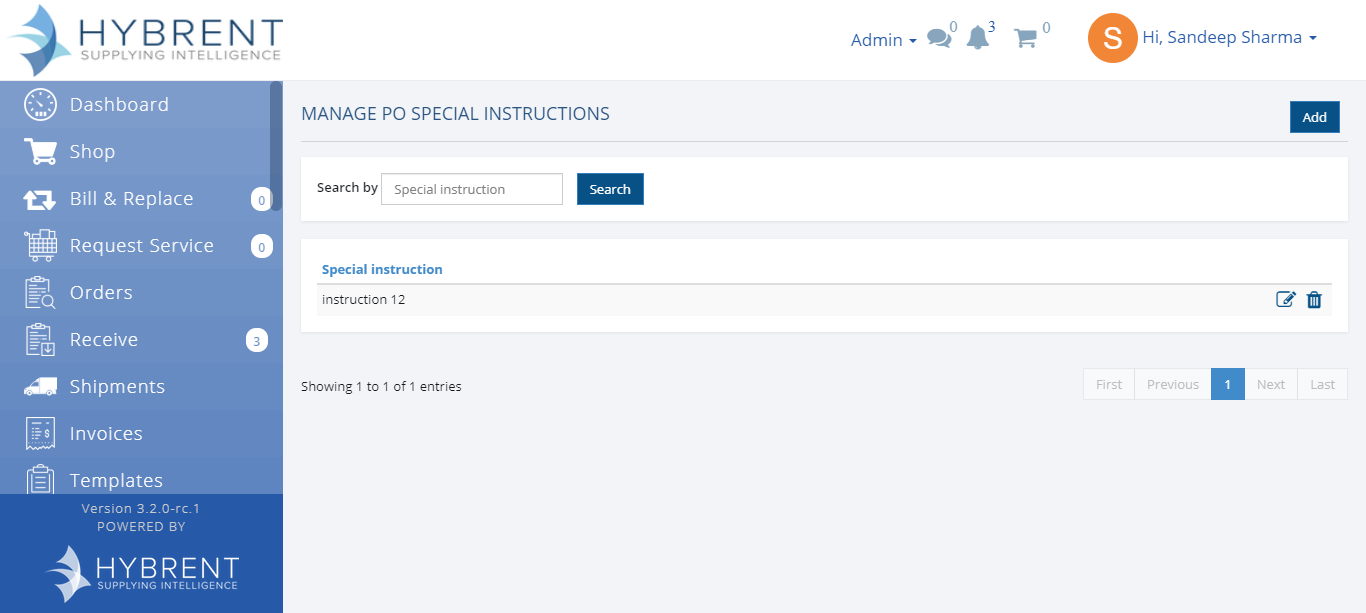 HYBRENT
SUPPLYING INTELLIGENCE
Admin 0 3 0 S Hi, Sandeep Sharma
Dashboard
Shop
Bill & Replace 0
Request Service 0
Orders
Receive 3
Shipments
Invoices
Templates
Version 3.2.0-rc.1
POWERED BY
HYBRENT
SUPPLYING INTELLIGENCE
MANAGE PO SPECIAL INSTRUCTIONS Add
Search by Special instruction Search
Special instruction
instruction 12
Showing 1 to 1 of 1 entries First Previous 1 Next Last